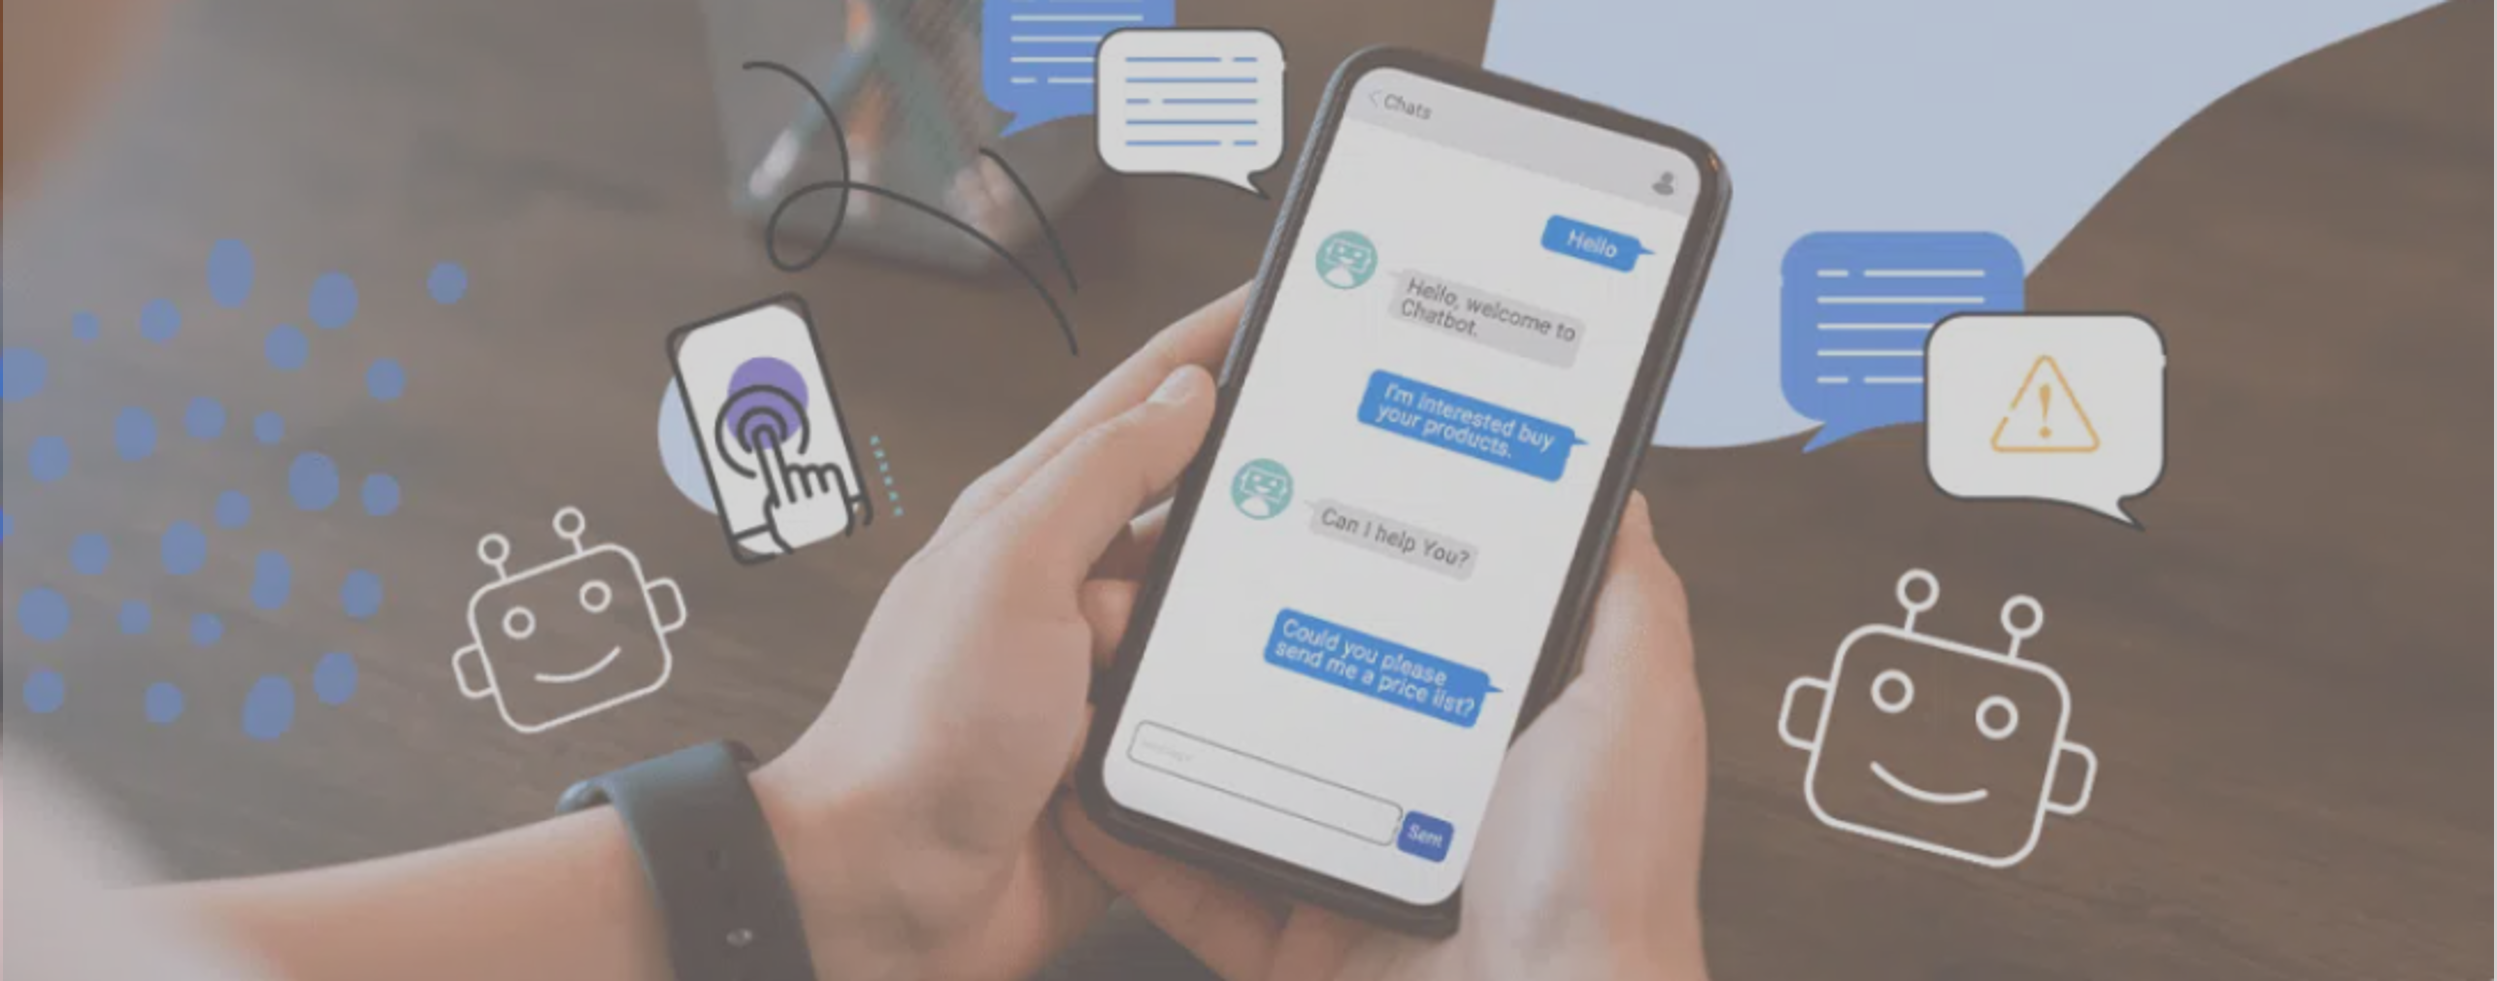 Chats
Hello
Hello, welcome to
Chatbot.
I'm interested buy
your products.
Can I help You?
Could you please
send me a price list?
Sent